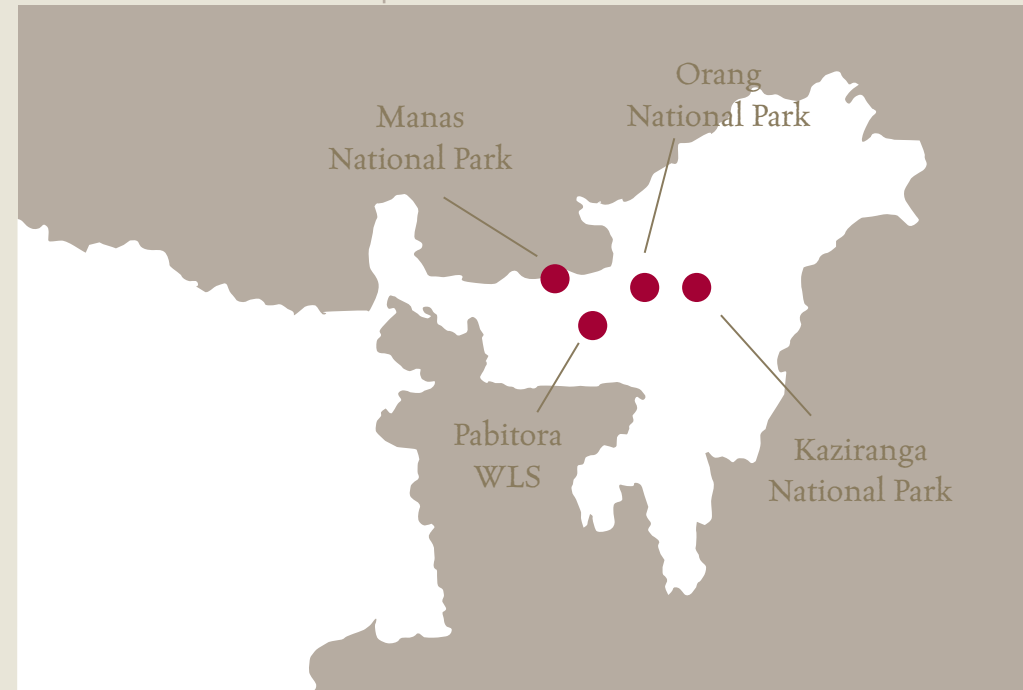 Orang
National Park
Manas
National Park
Pabitora
WLS
Kaziranga
National Park